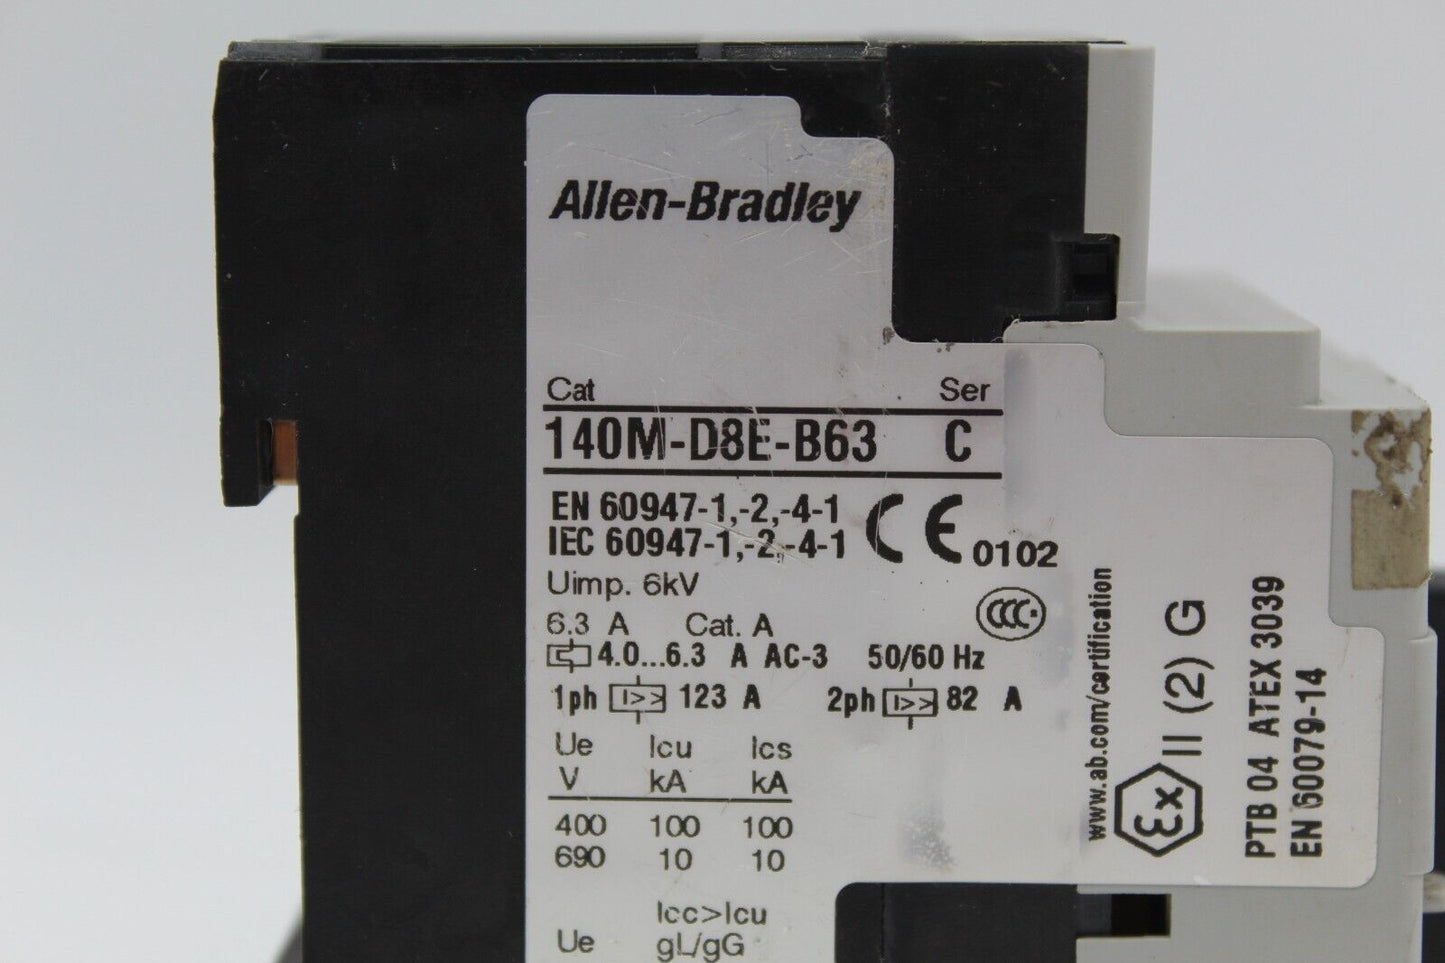 Allen-Bradley
Cat Ser
140M-D8E-B63 C
EN 60947-1,-2,-4-1
IEC 60947-1,-2,-4-1
CE 0102
Uimp. 6kV
CCC
6.3 A Cat. A
4.0...6.3 A AC-3 50/60 Hz
1ph I>> 123 A 2ph I>> 82 A
Ue Icu Ics
V kA kA
400 100 100
690 10 10
Icc>Icu
Ue gL/gG
www.ab.com/certification
Ex II (2) G
PTB 04 ATEX 3039
EN 60079-14